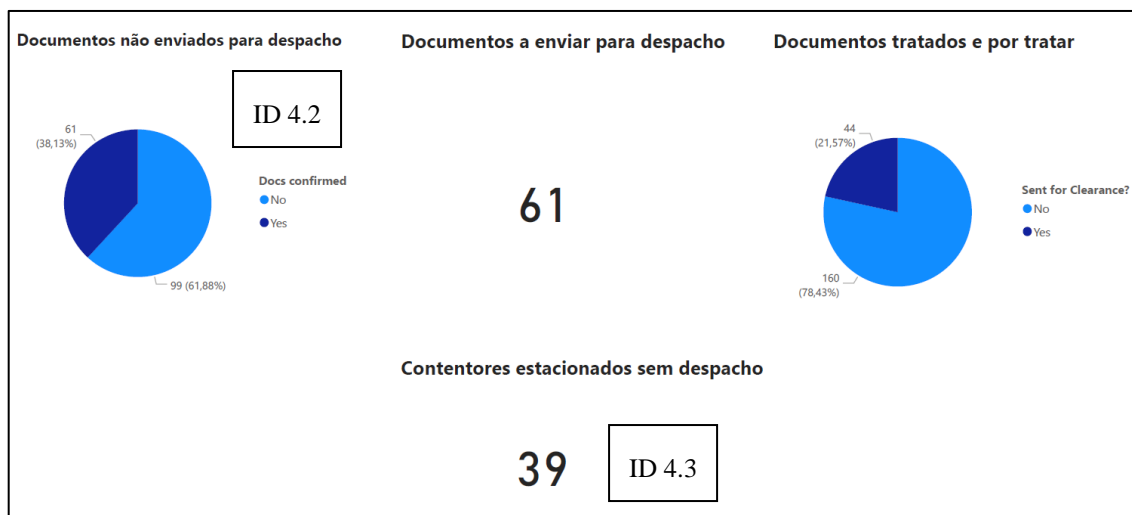 Documentos não enviados para despacho
ID 4.2
61
(38,13%)
99 (61,88%)
Docs confirmed
No
Yes
Documentos a enviar para despacho
61
Documentos tratados e por tratar
44
(21,57%)
160
(78,43%)
Sent for Clearance?
No
Yes
Contentores estacionados sem despacho
39
ID 4.3